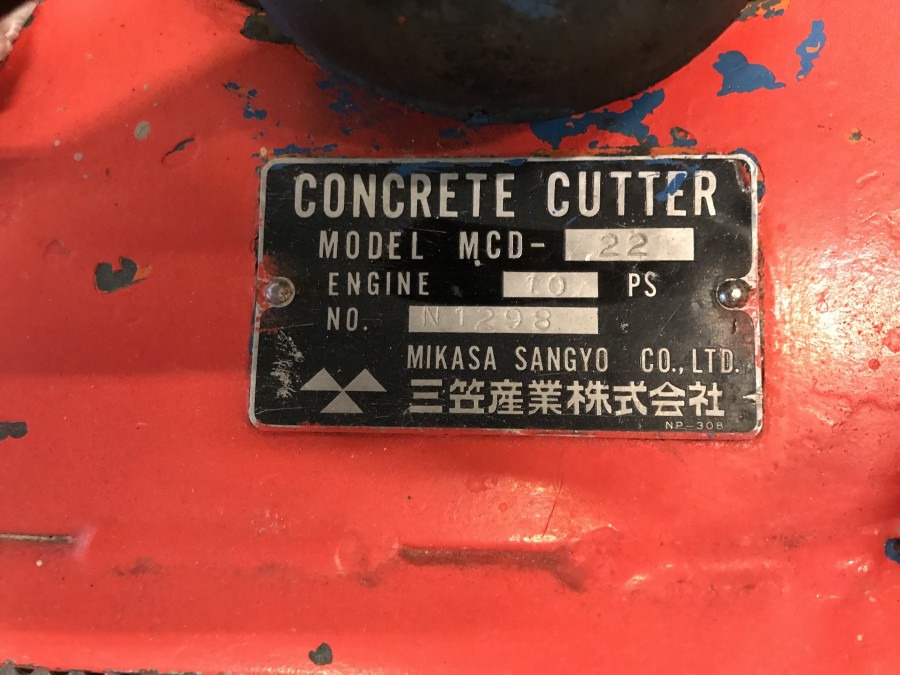 CONCRETE CUTTER
MODEL MCD- 22
ENGINE 10 PS
NO. N1298
MIKASA SANGYO CO., LTD.
三笠産業株式会社
NP-308